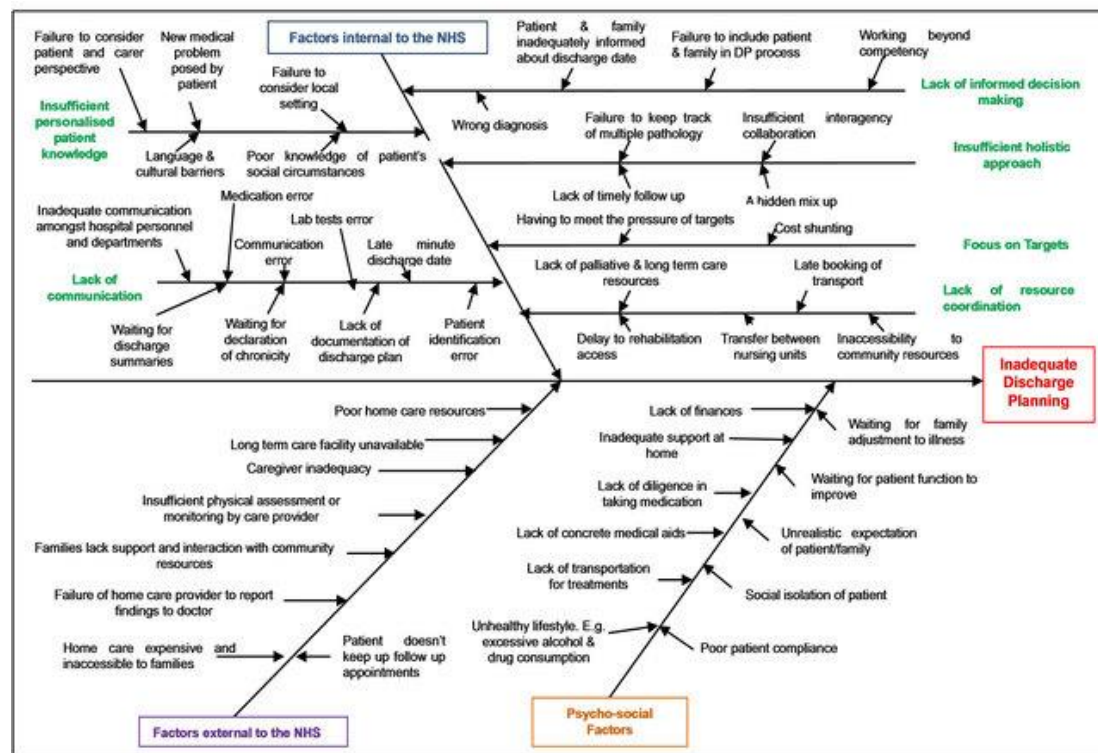 Failure to consider
patient and carer
perspective
New medical
problem
posed by
patient
Factors internal to the NHS
Failure to
consider local
setting
Insufficient
personalised
patient
knowledge
Language &
cultural barriers
Poor knowledge of patient's
social circumstances
Patient & family
inadequately informed
about discharge date
Failure to include patient
& family in DP process
Working beyond
competency
Lack of informed decision
making
Wrong diagnosis
Failure to keep track
of multiple pathology
Insufficient interagency
collaboration
Insufficient holistic
approach
Lack of timely follow up
A hidden mix up
Having to meet the pressure of targets
Cost shunting
Focus on Targets
Inadequate communication
amongst hospital personnel
and departments
Medication error
Communication
error
Lab tests error
Late minute
discharge date
Lack of
communication
Waiting for
discharge
summaries
Waiting for
declaration
of chronicity
Lack of
documentation of
discharge plan
Patient
identification
error
Lack of palliative & long term care
resources
Late booking of
transport
Lack of resource
coordination
Delay to rehabilitation
access
Transfer between
nursing units
Inaccessibility to
community resources
Inadequate
Discharge
Planning
Poor home care resources
Long term care facility unavailable
Caregiver inadequacy
Insufficient physical assessment or
monitoring by care provider
Families lack support and interaction with community
resources
Failure of home care provider to report
findings to doctor
Home care expensive and
inaccessible to families
Patient doesn't
keep up follow up
appointments
Factors external to the NHS
Lack of finances
Inadequate support at
home
Lack of diligence in
taking medication
Lack of concrete medical aids
Lack of transportation
for treatments
Unhealthy lifestyle. E.g.
excessive alcohol &
drug consumption
Waiting for family
adjustment to illness
Waiting for patient function to
improve
Unrealistic expectation
of patient/family
Social isolation of patient
Poor patient compliance
Psycho-social
Factors